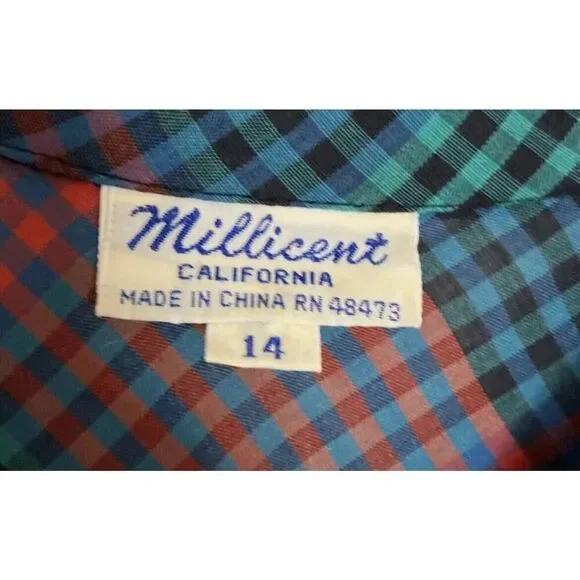 Millicent
CALIFORNIA
MADE IN CHINA RN 48473
14